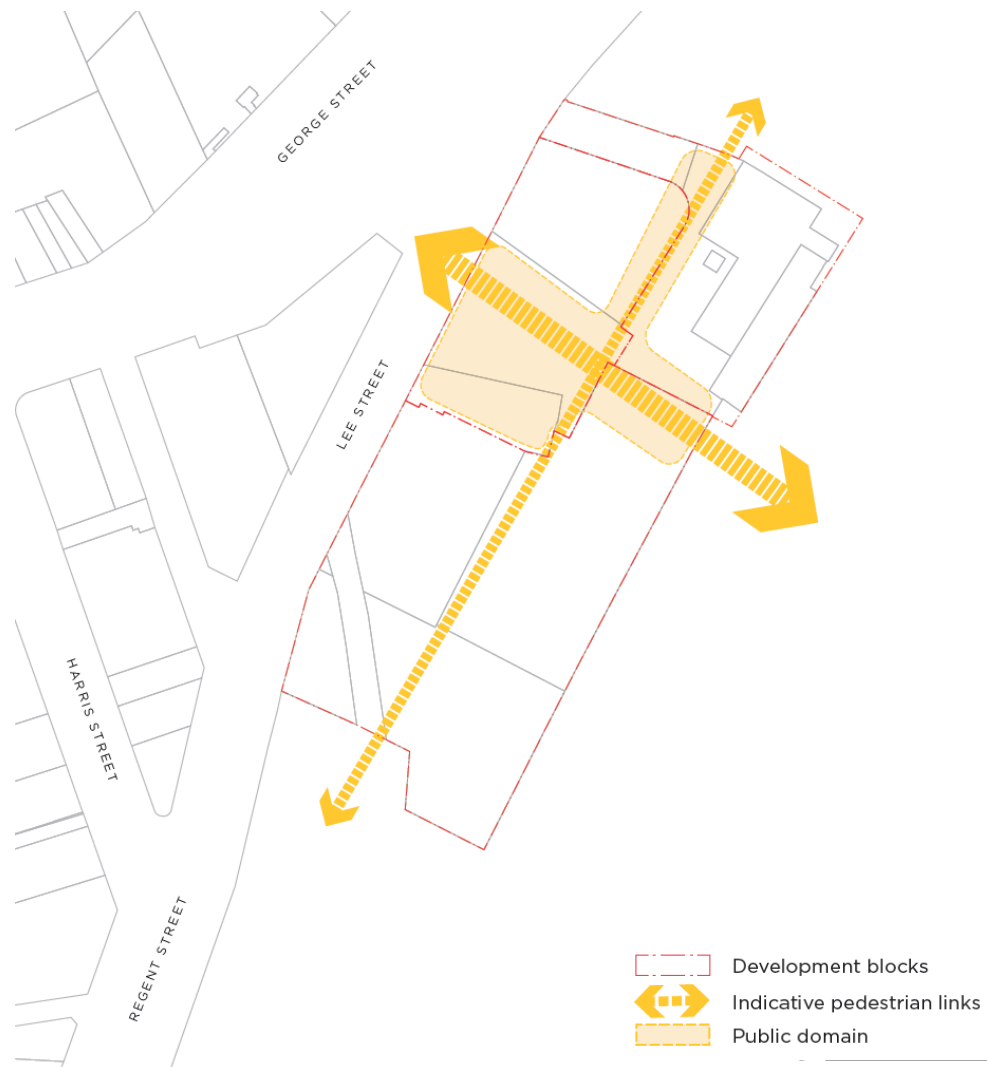 GEORGE STREET
LEE STREET
HARRIS STREET
REGENT STREET
Development blocks
Indicative pedestrian links
Public domain